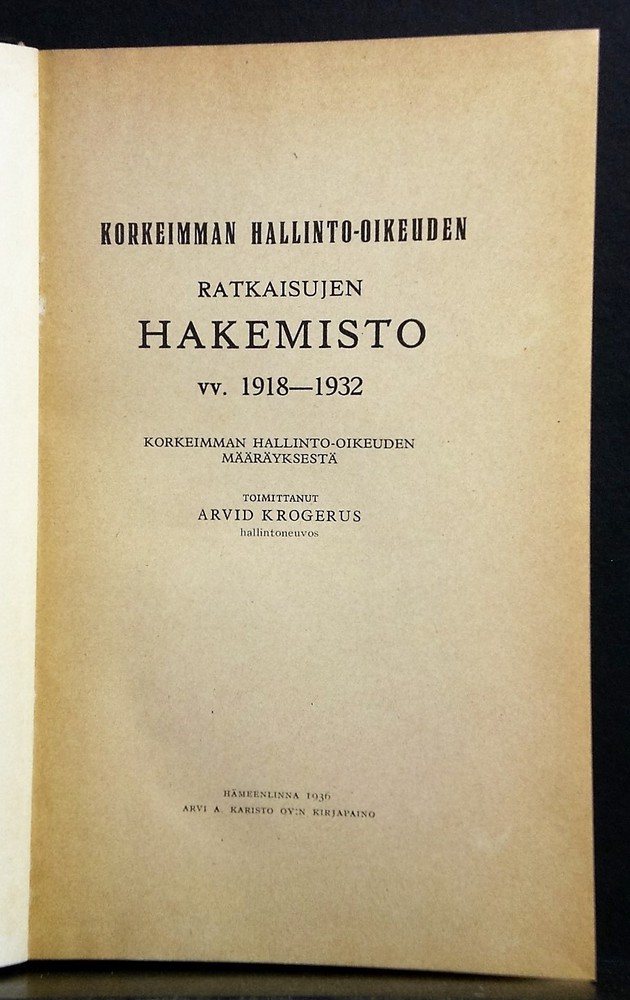 KORKEIMMAN HALLINTO-OIKEUDEN
RATKAISUJEN
HAKEMISTO
vv. 1918—1932
KORKEIMMAN HALLINTO-OIKEUDEN
MÄÄRÄYKSESTÄ
TOIMITTANUT
ARVID KROGERUS
hallintoneuvos
HÄMEENLINNA 1936
ARVI A. KARISTO OY:N KIRJAPAINO